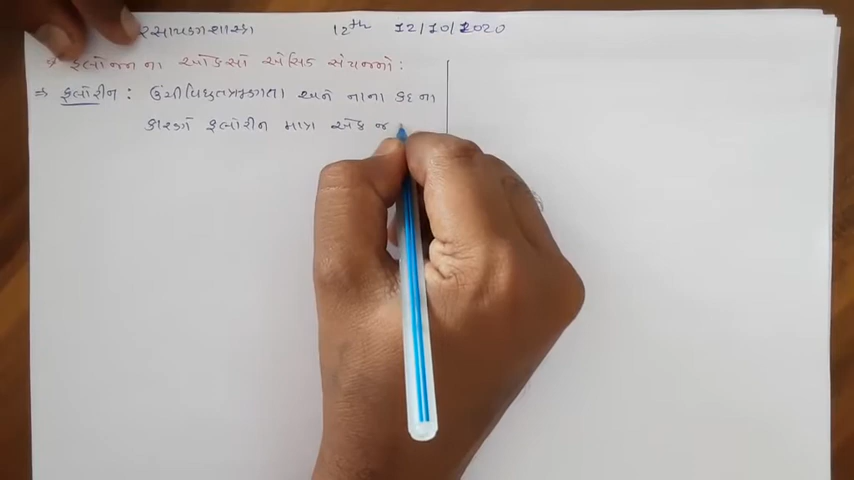 રસાયણશાસ્ત્ર 12th 12/10/2020
→ હેલોજનના ઓકિસો એસિડ સંયોજનો :
⇒ ફ્લોરીન : ઉંચી વિદ્યુતઋણતા અને નાના કદના
કારણે ફ્લોરીન માત્ર એક જ